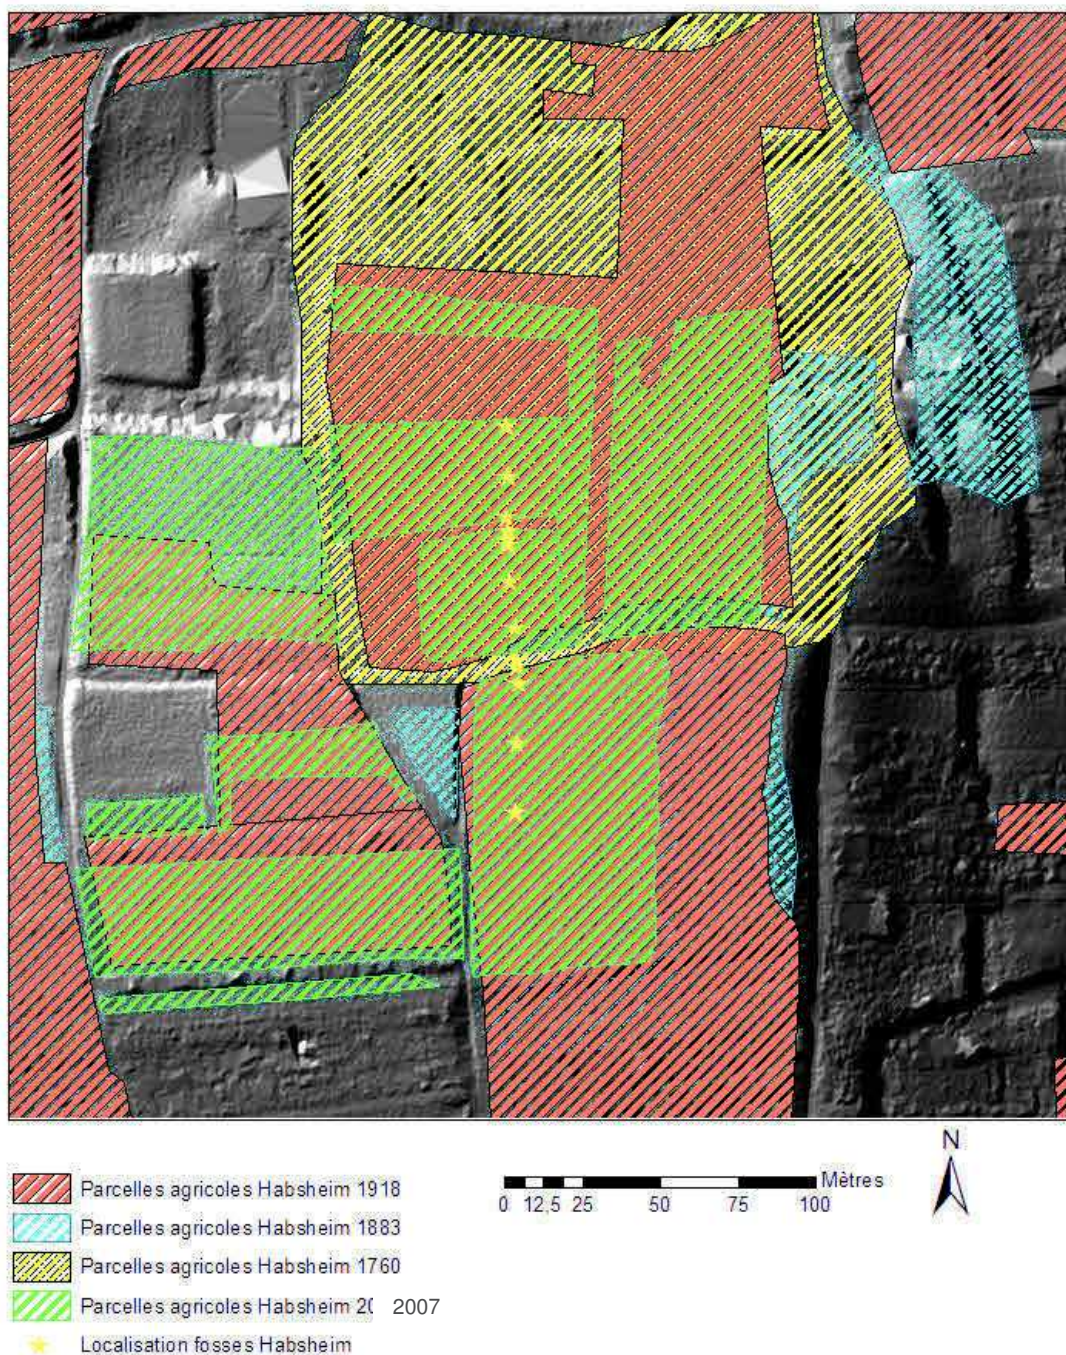 Parcelles agricoles Habsheim 1918
Parcelles agricoles Habsheim 1883
Parcelles agricoles Habsheim 1760
Parcelles agricoles Habsheim 20 2007
Localisation fosses Habsheim
0 12,5 25 50 75 100 Mètres
N